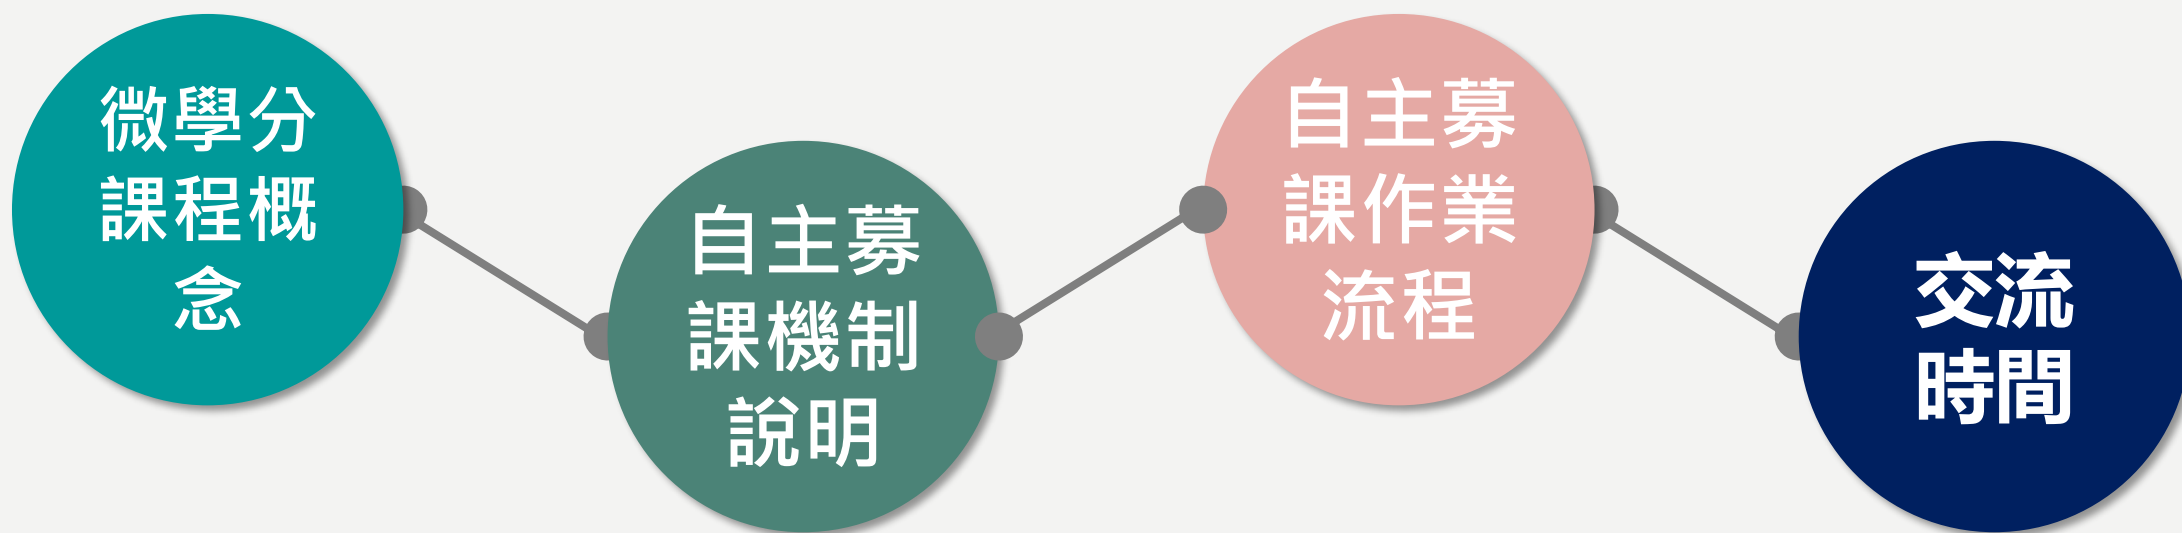 微學分
課程概
念
自主募
課機制
說明
自主募
課作業
流程
交流
時間